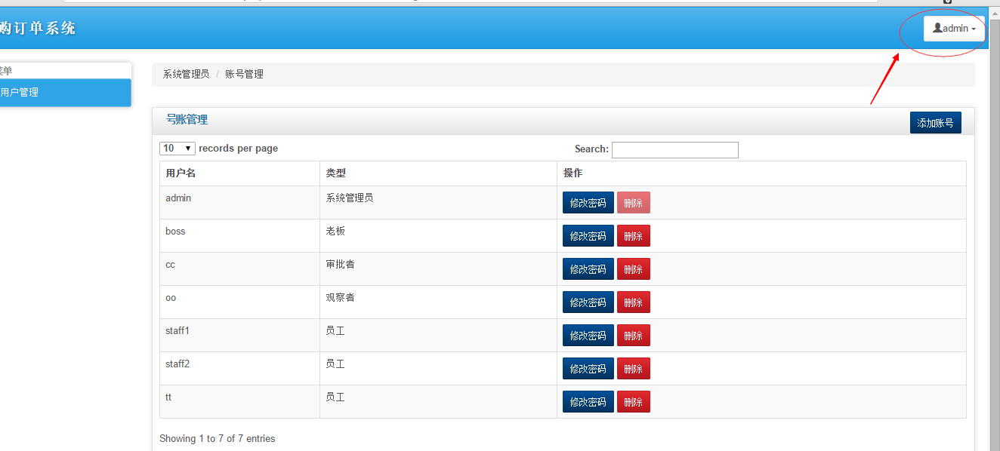 购订单系统
admin
菜单
用户管理
系统管理员 / 账号管理
号账管理
添加账号
10 records per page
Search:
用户名 类型 操作
admin 系统管理员 修改密码 删除
boss 老板 修改密码 删除
cc 审批者 修改密码 删除
oo 观察者 修改密码 删除
staff1 员工 修改密码 删除
staff2 员工 修改密码 删除
tt 员工 修改密码 删除
Showing 1 to 7 of 7 entries